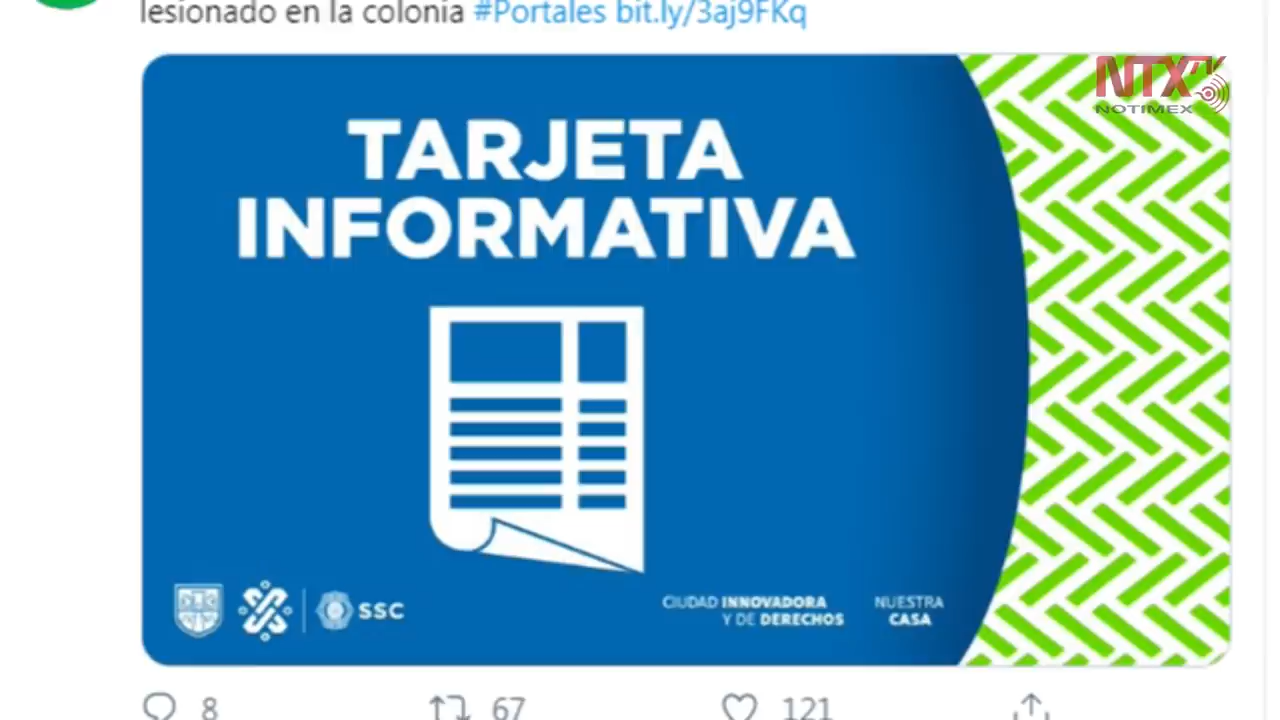 lesionado en la colonia #Portales bit.ly/3aj9FKq
NTX
NOTIMEX
TARJETA
INFORMATIVA
SSC
CIUDAD INNOVADORA
Y DE DERECHOS
NUESTRA
CASA
8
67
121